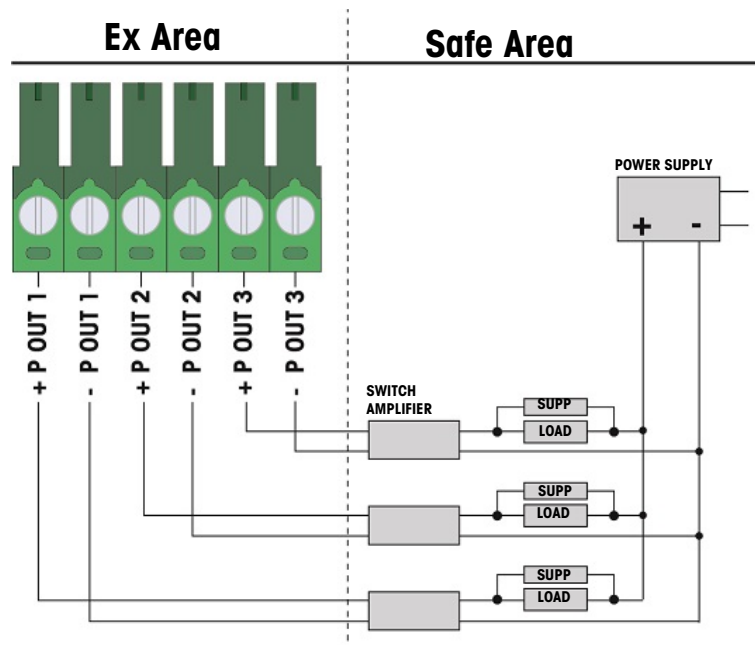 Ex Area
Safe Area
POWER SUPPLY
+ -
+ P OUT 1
- P OUT 1
+ P OUT 2
- P OUT 2
+ P OUT 3
- P OUT 3
SWITCH
AMPLIFIER
SUPP
LOAD
SUPP
LOAD
SUPP
LOAD